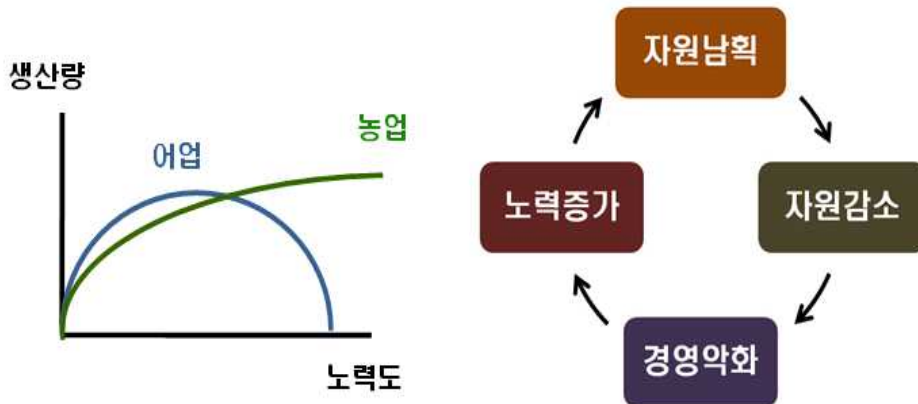 생산량
어업
농업
노력도
자원남획
자원감소
경영악화
노력증가